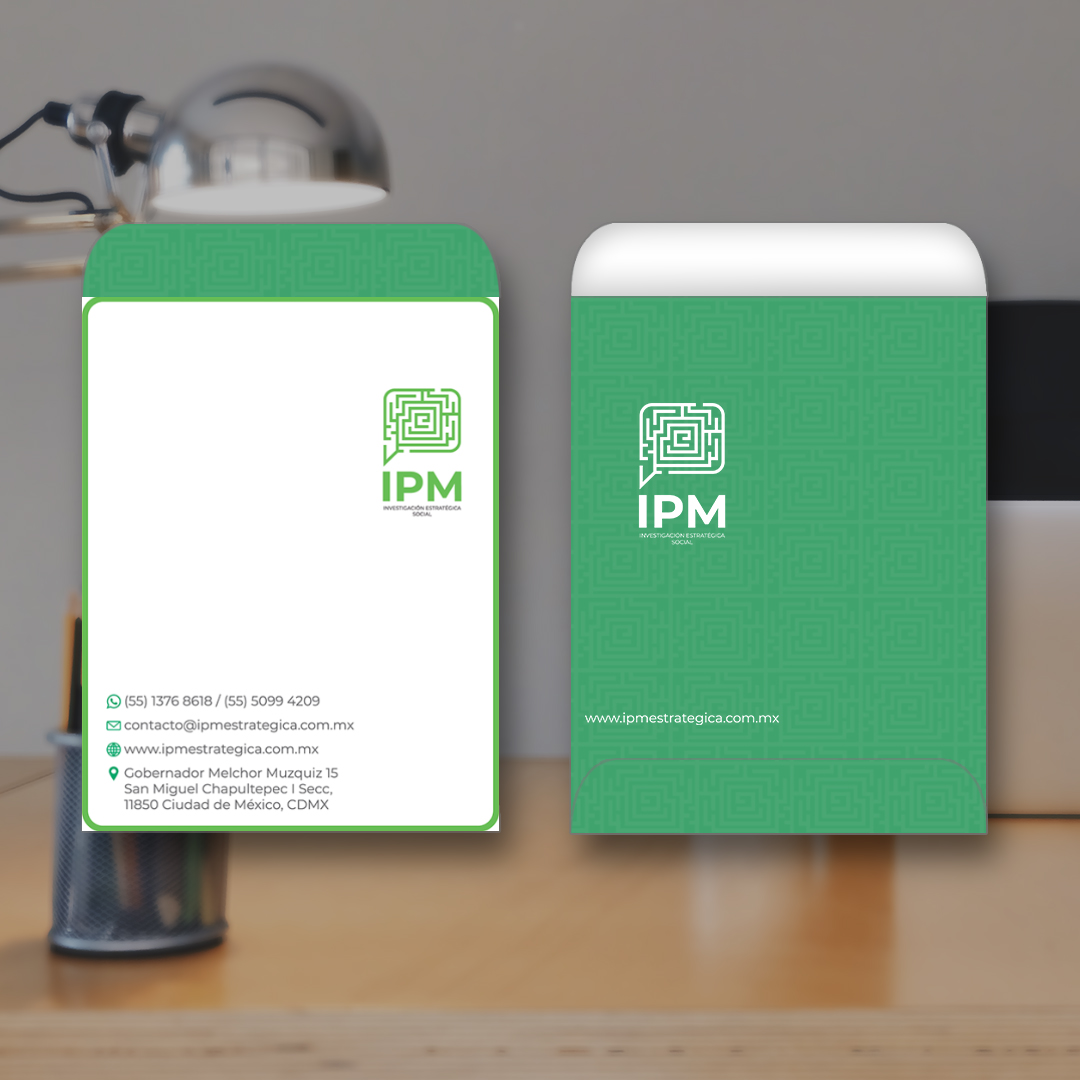 IPM
INVESTIGACIÓN ESTRATÉGICA
SOCIAL
(55) 1376 8618 / (55) 5099 4209
contacto@ipmestrategica.com.mx
www.ipmestrategica.com.mx
Gobernador Melchor Muzquiz 15
San Miguel Chapultepec I Secc,
11850 Ciudad de México, CDMX
IPM
INVESTIGACIÓN ESTRATÉGICA
SOCIAL
www.ipmestrategica.com.mx